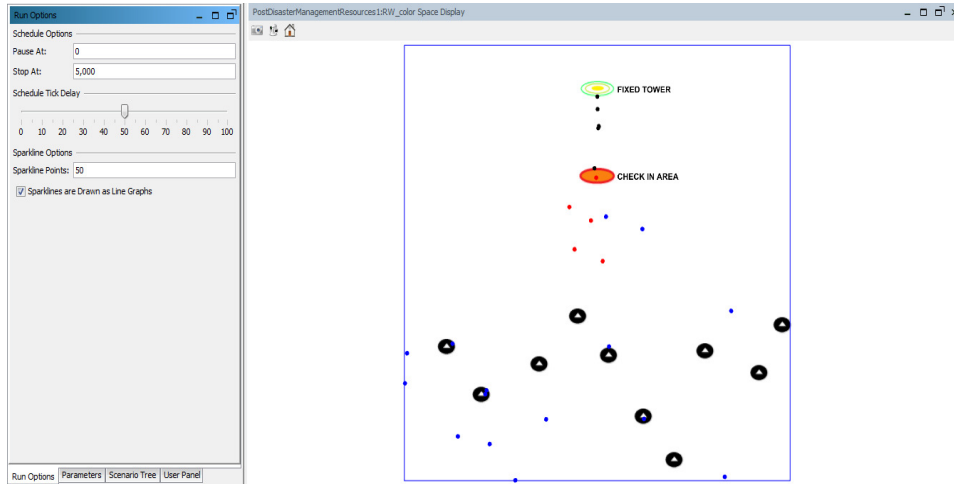 Run Options
Schedule Options
Pause At: 0
Stop At: 5,000
Schedule Tick Delay
0 10 20 30 40 50 60 70 80 90 100
Sparkline Options
Sparkline Points: 50
Sparklines are Drawn as Line Graphs
Run Options Parameters Scenario Tree User Panel
PostDisasterManagementResources1:RW_color Space Display
FIXED TOWER
CHECK IN AREA